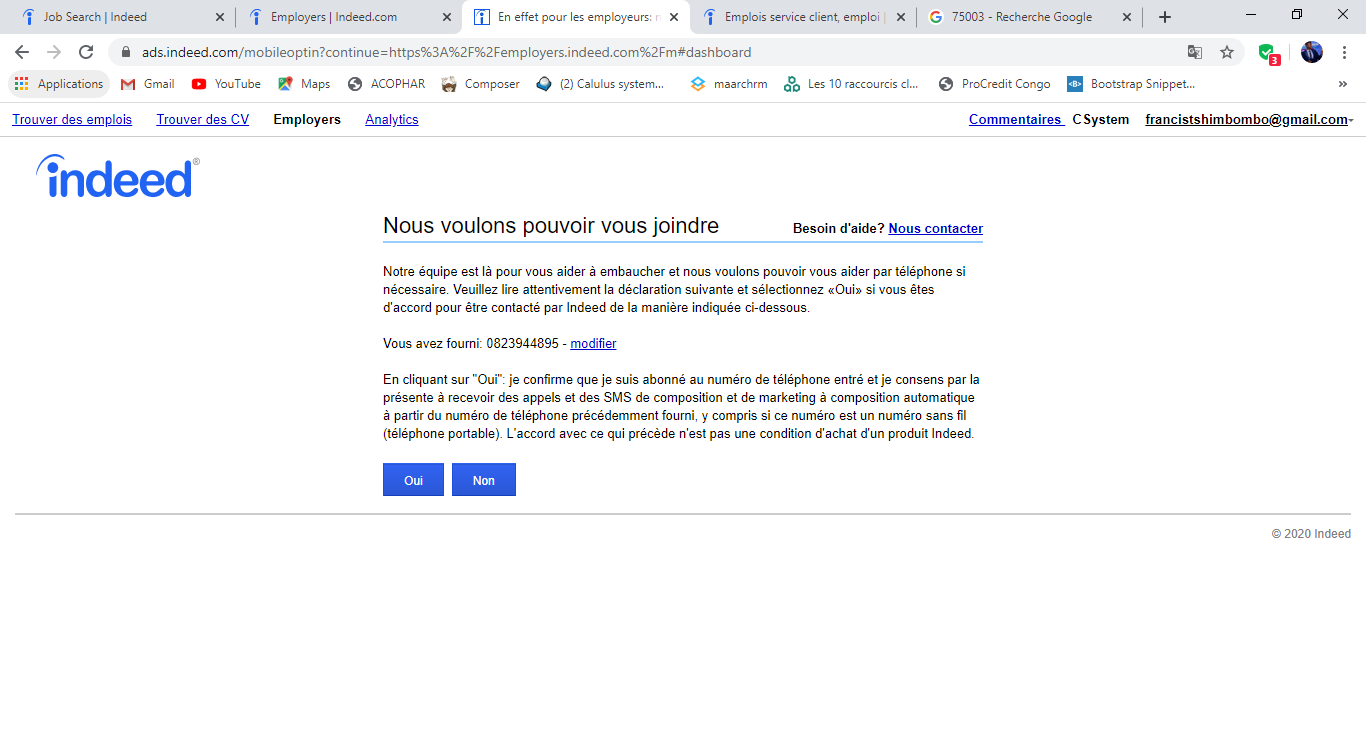 Job Search | Indeed
Employers | Indeed.com
En effet pour les employeurs:
Emplois service client, emploi
75003 - Recherche Google
ads.indeed.com/mobileoptin?continue=https%3A%2F%2Femployers.indeed.com%2Fm#dashboard
3
Applications Gmail YouTube Maps ACOPHAR Composer (2) Calulus system... maarchrm Les 10 raccourcis cl... ProCredit Congo Bootstrap Snippet... »
Trouver des emplois Trouver des CV Employers Analytics Commentaires C System francistshimbombo@gmail.com
indeed®
Nous voulons pouvoir vous joindre
Besoin d'aide? Nous contacter
Notre équipe est là pour vous aider à embaucher et nous voulons pouvoir vous aider par téléphone si
nécessaire. Veuillez lire attentivement la déclaration suivante et sélectionnez «Oui» si vous êtes
d'accord pour être contacté par Indeed de la manière indiquée ci-dessous.
Vous avez fourni: 0823944895 - modifier
En cliquant sur "Oui": je confirme que je suis abonné au numéro de téléphone entré et je consens par la
présente à recevoir des appels et des SMS de composition et de marketing à composition automatique
à partir du numéro de téléphone précédemment fourni, y compris si ce numéro est un numéro sans fil
(téléphone portable). L'accord avec ce qui précède n'est pas une condition d'achat d'un produit Indeed.
Oui Non
© 2020 Indeed